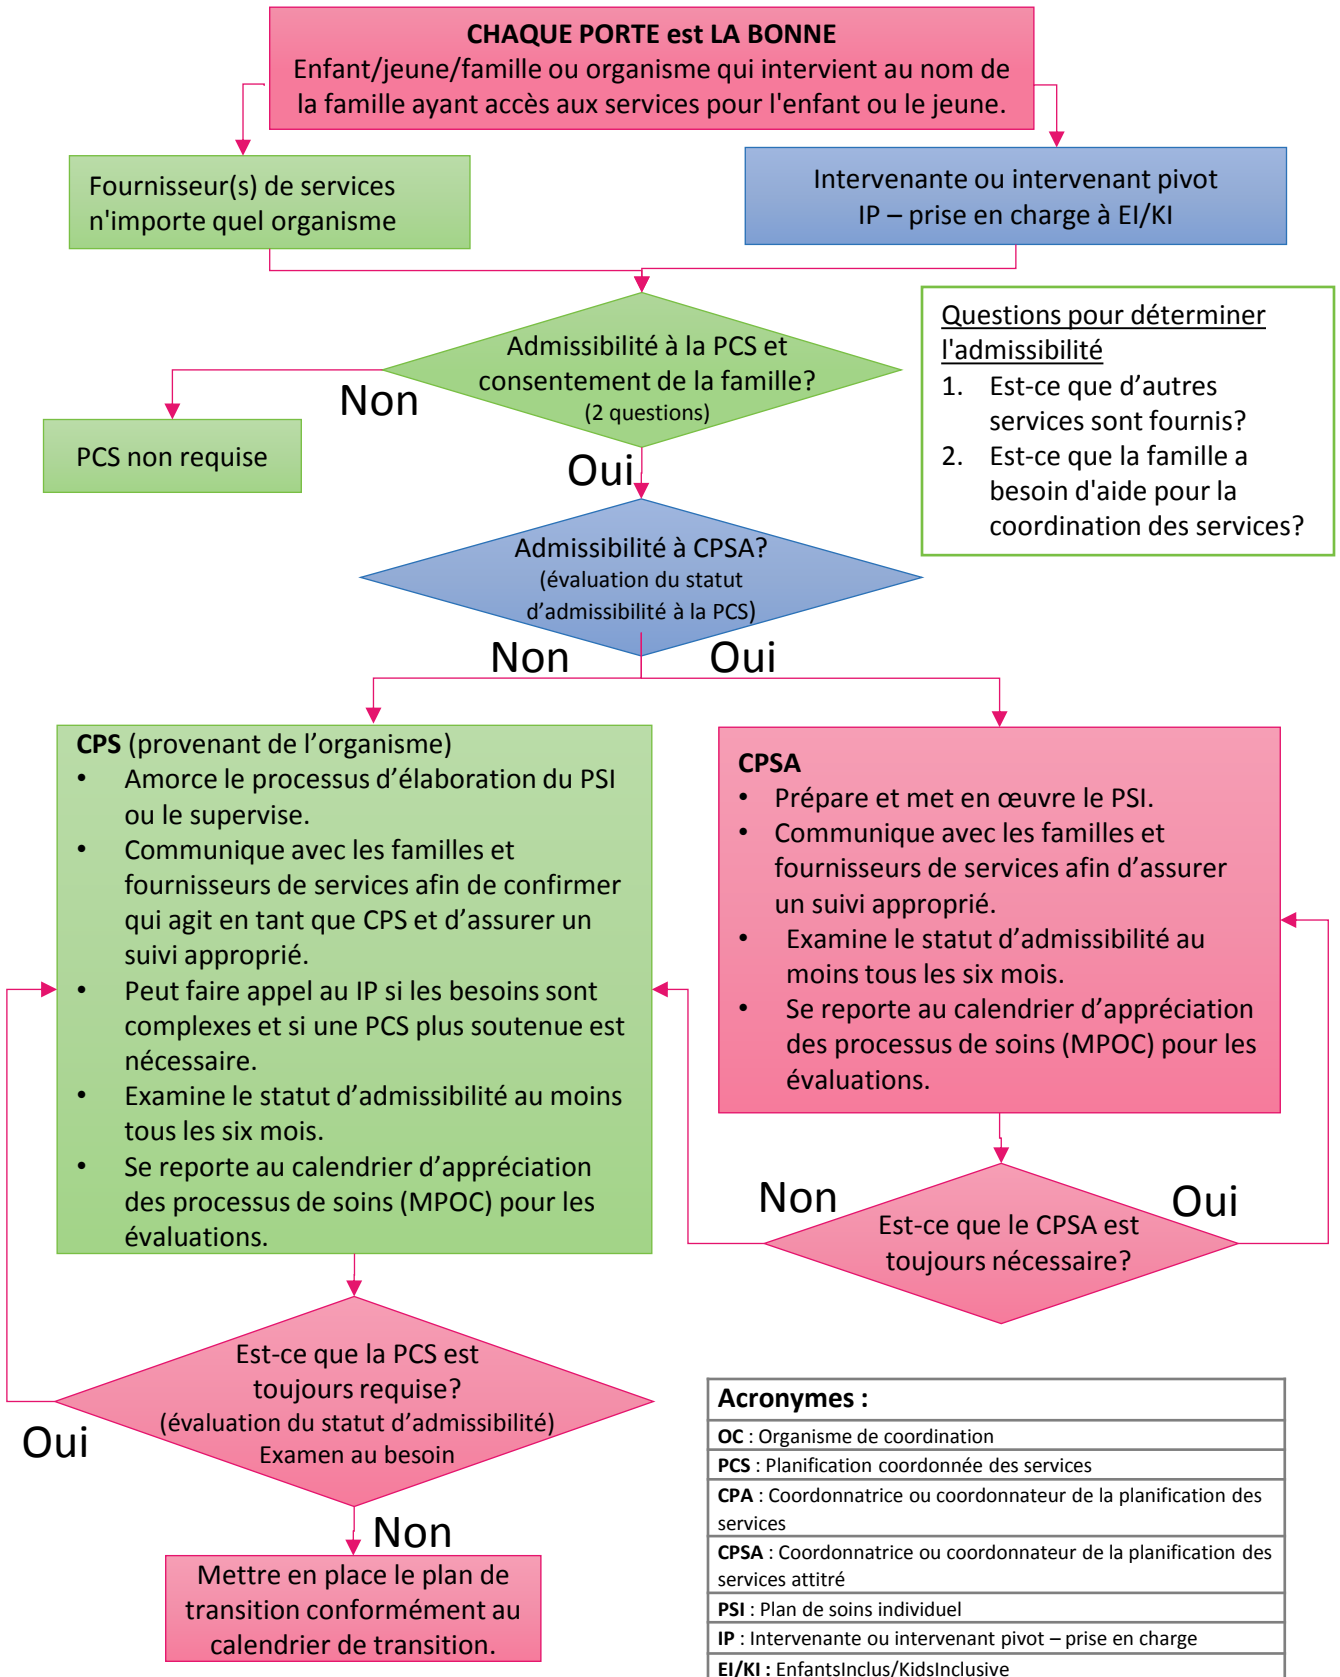 CHAQUE PORTE est LA BONNE
Enfant/jeune/famille ou organisme qui intervient au nom de
la famille ayant accès aux services pour l'enfant ou le jeune.
Fournisseur(s) de services
n'importe quel organisme
Intervenante ou intervenant pivot
IP – prise en charge à EI/KI
Admissibilité à la PCS et
consentement de la famille?
(2 questions)
Non
PCS non requise
Oui
Questions pour déterminer
l'admissibilité
1. Est-ce que d’autres
services sont fournis?
2. Est-ce que la famille a
besoin d'aide pour la
coordination des services?
Admissibilité à CPSA?
(évaluation du statut
d’admissibilité à la PCS)
Non
Oui
CPS (provenant de l’organisme)
• Amorce le processus d’élaboration du PSI
ou le supervise.
• Communique avec les familles et
fournisseurs de services afin de confirmer
qui agit en tant que CPS et d’assurer un
suivi approprié.
• Peut faire appel au IP si les besoins sont
complexes et si une PCS plus soutenue est
nécessaire.
• Examine le statut d’admissibilité au moins
tous les six mois.
• Se reporte au calendrier d’appréciation
des processus de soins (MPOC) pour les
évaluations.
CPSA
• Prépare et met en œuvre le PSI.
• Communique avec les familles et
fournisseurs de services afin d’assurer
un suivi approprié.
• Examine le statut d’admissibilité au
moins tous les six mois.
• Se reporte au calendrier d’appréciation
des processus de soins (MPOC) pour les
évaluations.
Non
Oui
Est-ce que le CPSA est
toujours nécessaire?
Est-ce que la PCS est
toujours requise?
(évaluation du statut d’admissibilité)
Examen au besoin
Oui
Non
Mettre en place le plan de
transition conformément au
calendrier de transition.
Acronymes :
OC : Organisme de coordination
PCS : Planification coordonnée des services
CPA : Coordonnatrice ou coordonnateur de la planification des
services
CPSA : Coordonnatrice ou coordonnateur de la planification des
services attitré
PSI : Plan de soins individuel
IP : Intervenante ou intervenant pivot – prise en charge
EI/KI : EnfantsInclus/KidsInclusive